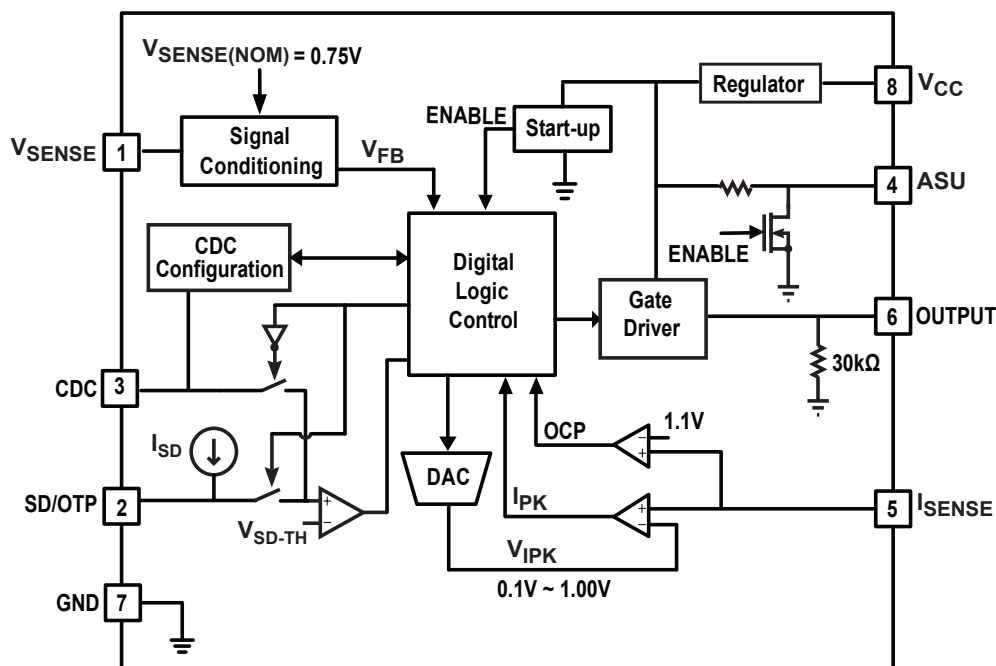 VSENSE(NOM) = 0.75V
Regulator
8
VCC
ENABLE
Start-up
VSENSE
1
Signal
Conditioning
VFB
4
ASU
CDC
Configuration
Digital
Logic
Control
ENABLE
Gate
Driver
6
OUTPUT
30kΩ
CDC
3
ISD
OCP
1.1V
−
+
DAC
SD/OTP
2
+
−
VSD-TH
IPK
+
−
5
ISENSE
VIPK
0.1V ~ 1.00V
GND
7